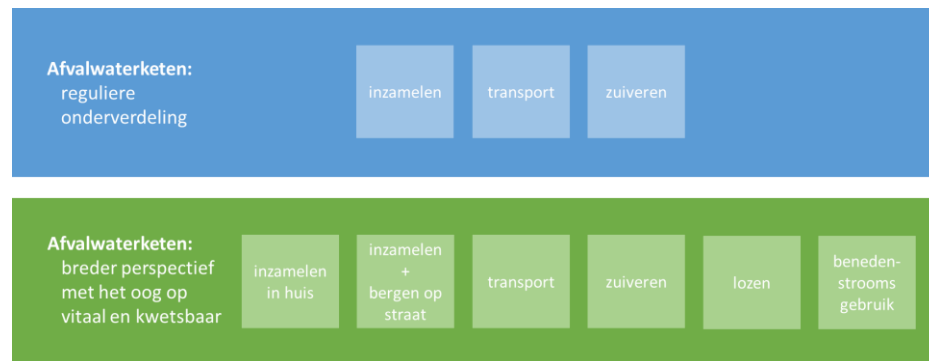 Afvalwaterketen:
reguliere
onderverdeling
inzamelen
transport
zuiveren
Afvalwaterketen:
breder perspectief
met het oog op
vitaal en kwetsbaar
inzamelen
in huis
inzamelen
+
bergen op
straat
transport
zuiveren
lozen
beneden-
strooms
gebruik